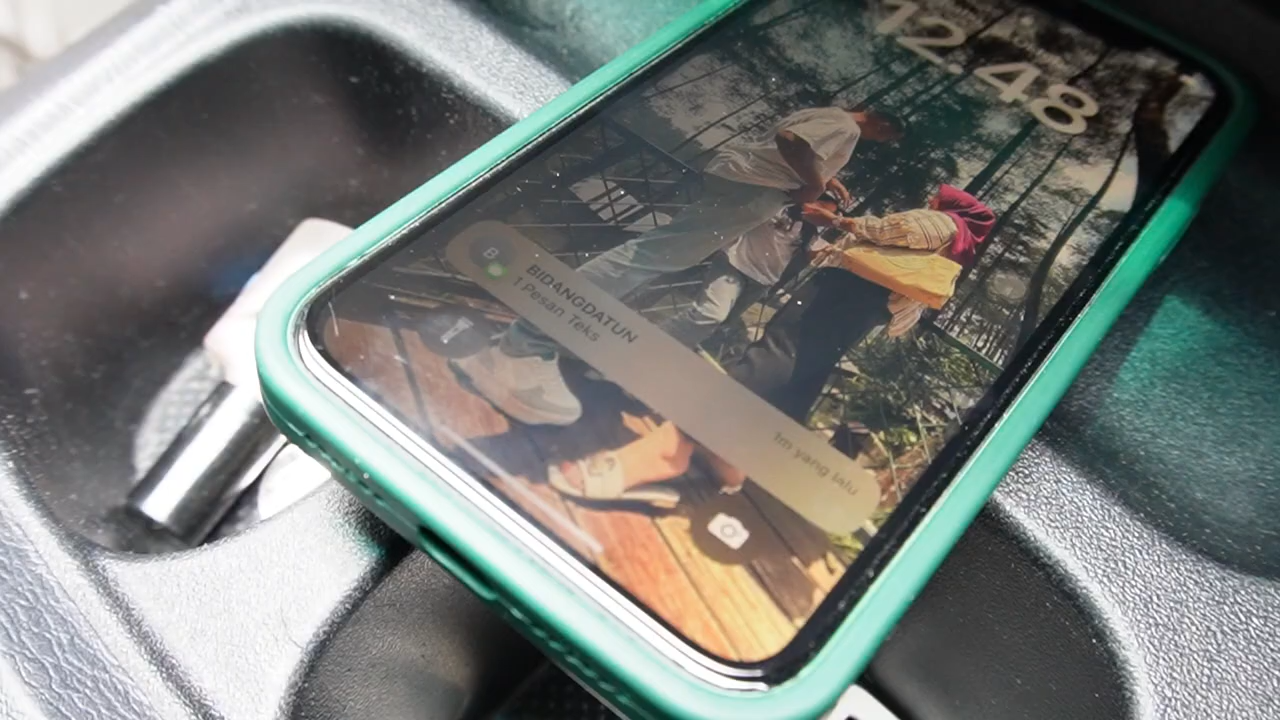 12.48
B
BIDANGDATUN
1 Pesan Teks
1m yang lalu